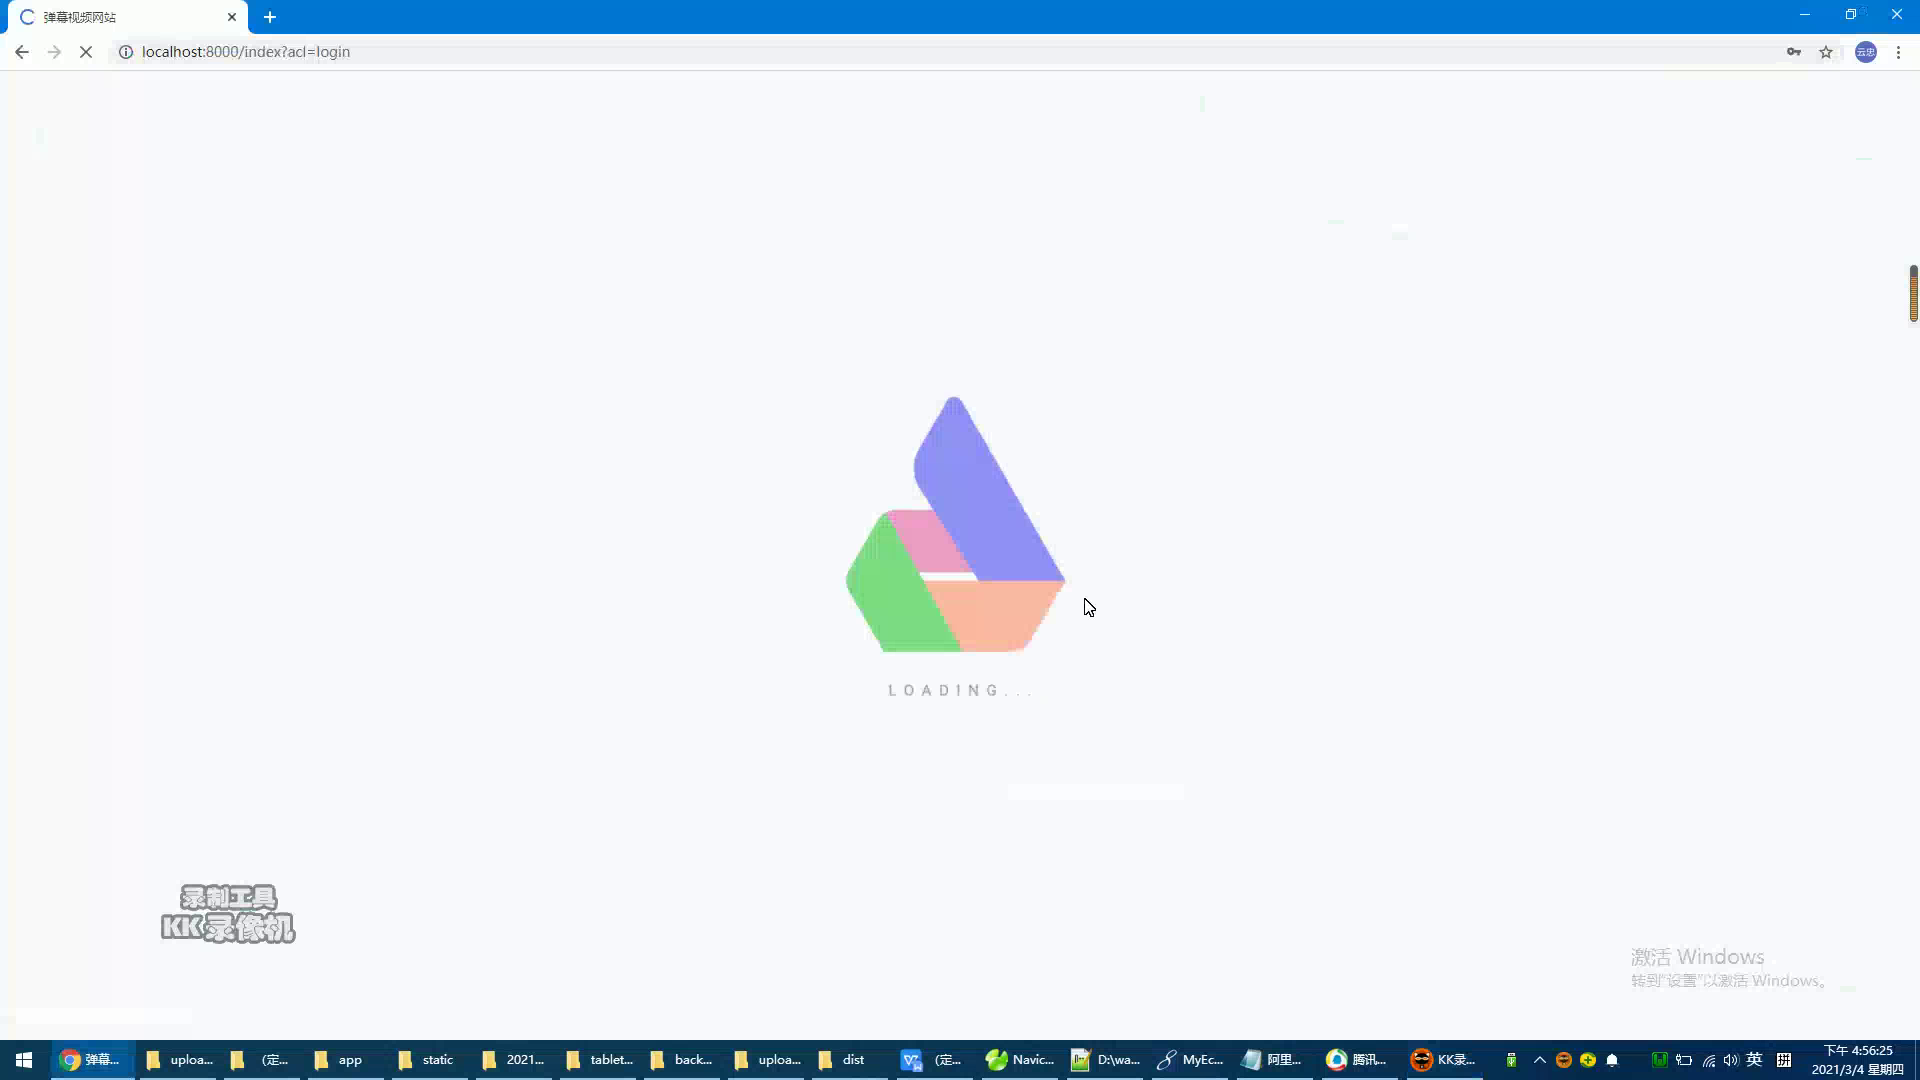 弹幕视频网站
localhost:8000/index?acl=login
云忠
LOADING...
录制工具
KK录像机
激活 Windows
转到"设置"以激活 Windows。
弹幕...
uploa...
(定...
app
static
2021...
tablet...
back...
uploa...
dist
(定...
Navic...
D:\wa...
MyEc...
阿里...
腾讯...
KK录...
英
拼
下午 4:56:25
2021/3/4 星期四